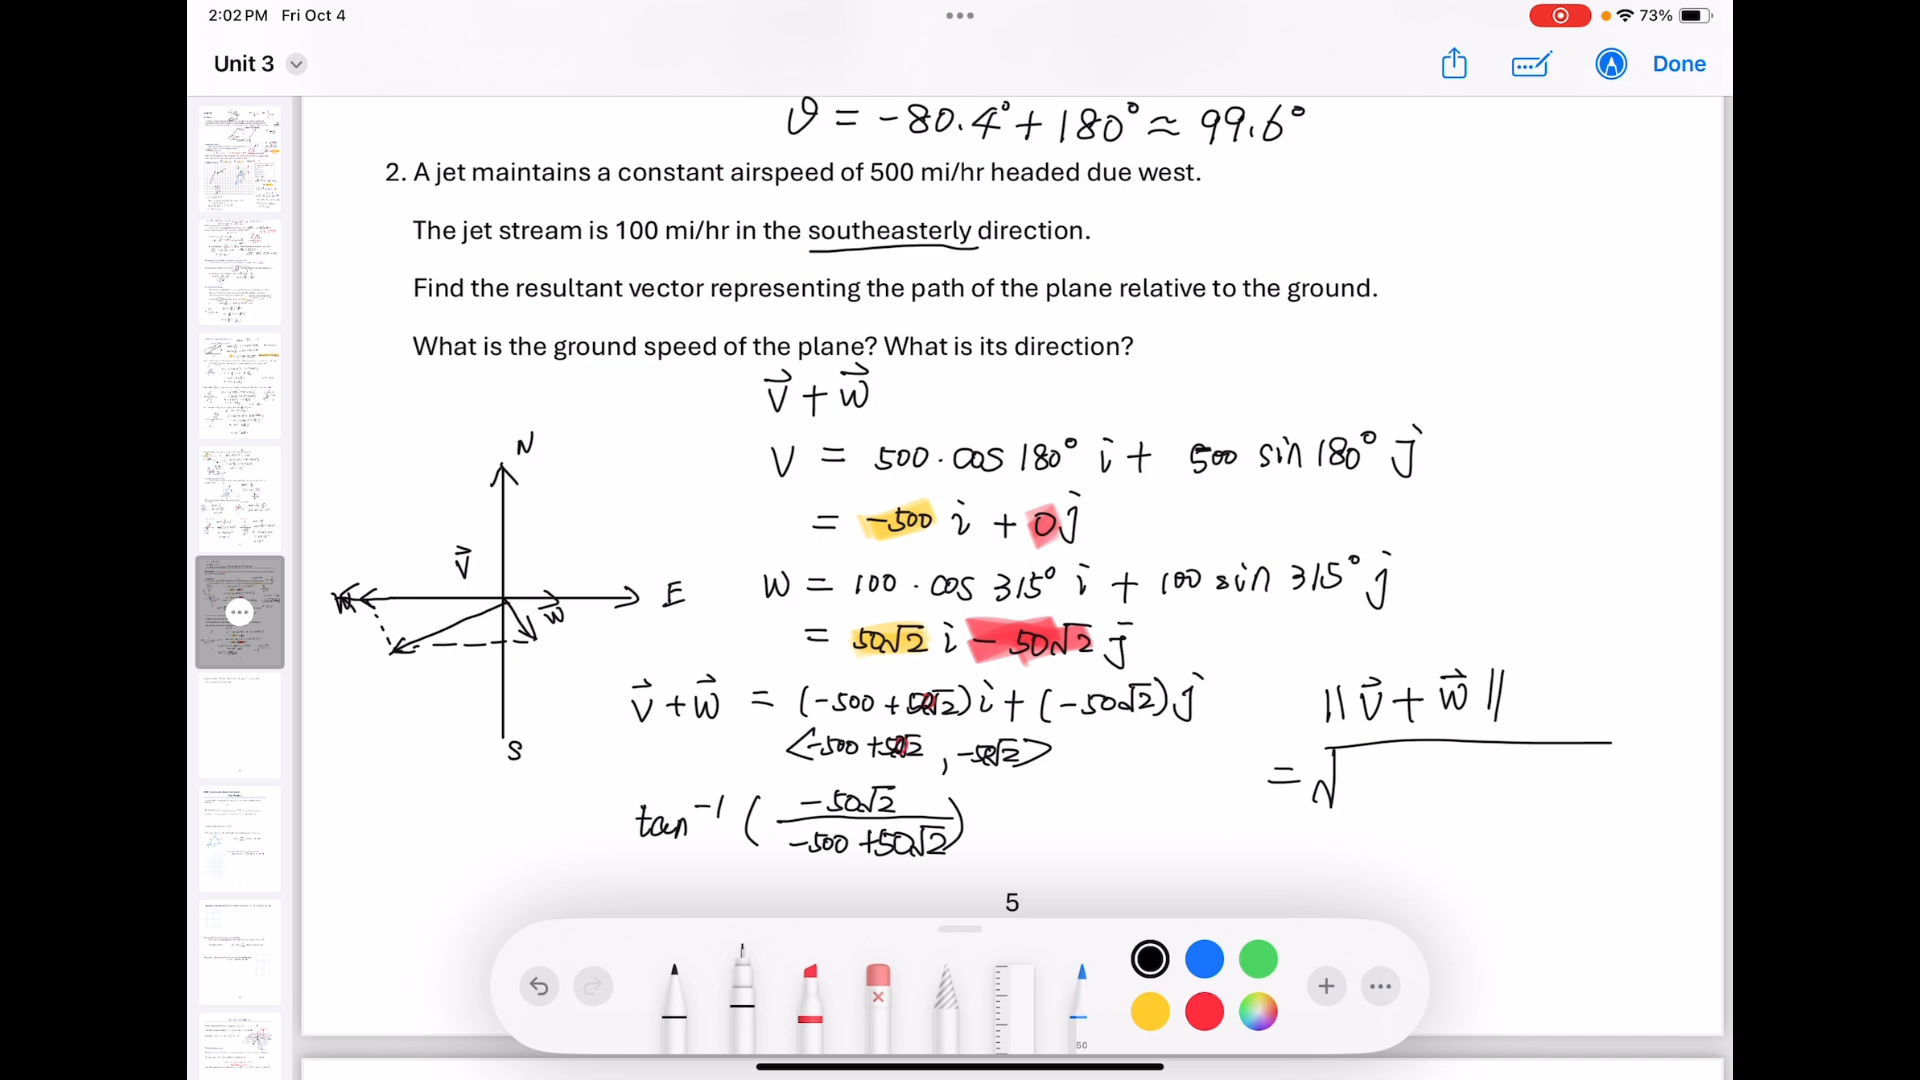 2:02 PM Fri Oct 4
73%
Unit 3
Done
θ = -80.4° + 180° ≈ 99.6°
2. A jet maintains a constant airspeed of 500 mi/hr headed due west.
The jet stream is 100 mi/hr in the southeasterly direction.
Find the resultant vector representing the path of the plane relative to the ground.
What is the ground speed of the plane? What is its direction?
v⃗ + w⃗
N
V = 500 · cos 180° i + 500 sin 180° j
= -500 i + 0j
v⃗
E
w⃗
W = 100 · cos 315° i + 100 sin 315° j
= 50√2 i - 50√2 j
v⃗ + w⃗ = (-500 + 50√2)i + (-50√2)j
|| v⃗ + w⃗ ||
S
<-500 + 50√2, -50√2>
= √
tan⁻¹ ( -50√2 / -500 + 50√2 )
5
50